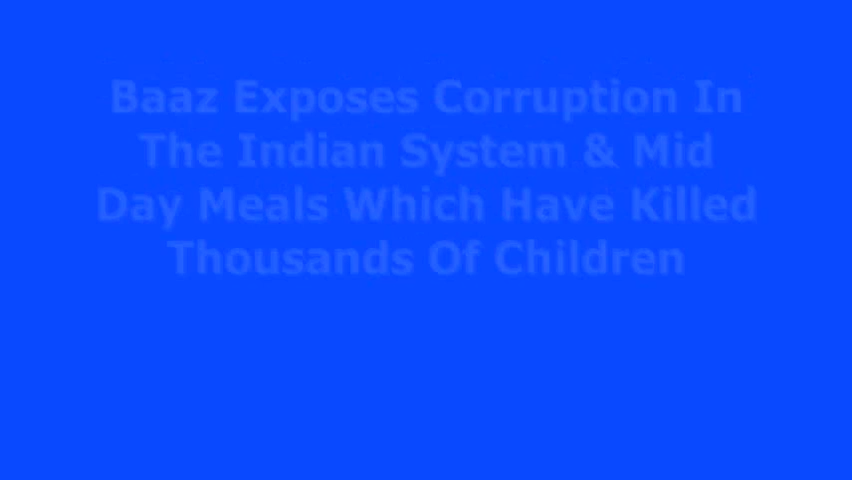 Baaz Exposes Corruption In
The Indian System & Mid
Day Meals Which Have Killed
Thousands Of Children